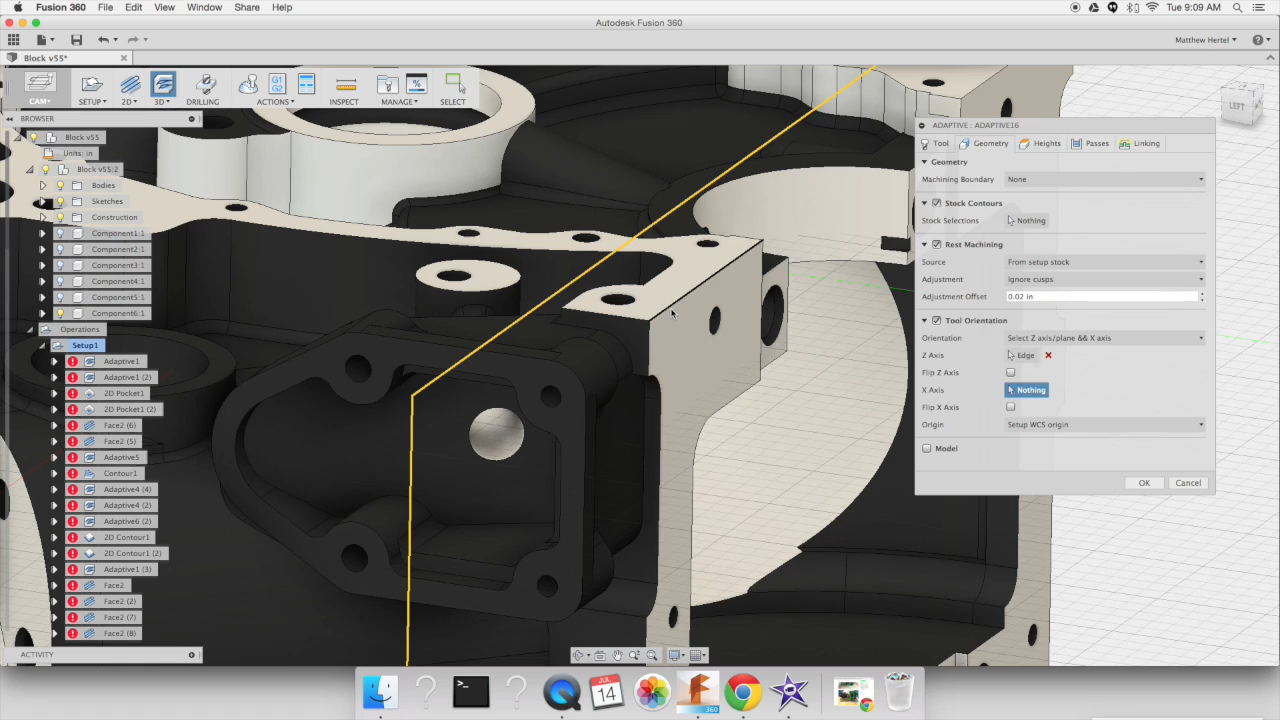 Fusion 360 File Edit View Window Share Help Tue 9:09 AM
Autodesk Fusion 360
Matthew Hertel
Block v55*
CAM SETUP 2D 3D DRILLING ACTIONS INSPECT MANAGE SELECT
G1
G2
BROWSER
Block v55
Units: in
Block v55:2
Bodies
Sketches
Construction
Component1:1
Component2:1
Component3:1
Component4:1
Component5:1
Component6:1
Operations
Setup1
Adaptive1
Adaptive1 (2)
2D Pocket1
2D Pocket1 (2)
Face2 (6)
Face2 (5)
Adaptive5
Contour1
Adaptive4 (4)
Adaptive4 (2)
Adaptive6 (2)
2D Contour1
2D Contour1 (2)
Adaptive1 (3)
Face2
Face2 (2)
Face2 (7)
Face2 (8)
ACTIVITY
LEFT
ADAPTIVE : ADAPTIVE16
Tool Geometry Heights Passes Linking
Geometry
Machining Boundary None
Stock Contours
Stock Selections Nothing
Rest Machining
Source From setup stock
Adjustment Ignore cusps
Adjustment Offset 0.02 in
Tool Orientation
Orientation Select Z axis/plane && X axis
Z Axis Edge
Flip Z Axis
X Axis Nothing
Flip X Axis
Origin Setup WCS origin
Model
OK Cancel
JUL
14
360